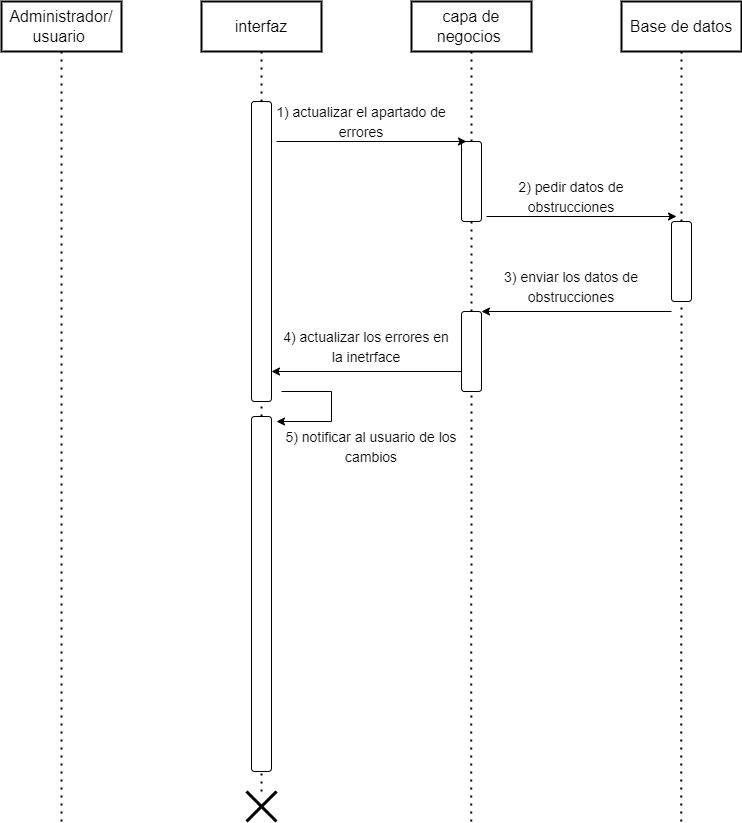 Administrador/
usuario
interfaz
capa de
negocios
Base de datos
1) actualizar el apartado de
errores
2) pedir datos de
obstrucciones
3) enviar los datos de
obstrucciones
4) actualizar los errores en
la inetrface
5) notificar al usuario de los
cambios